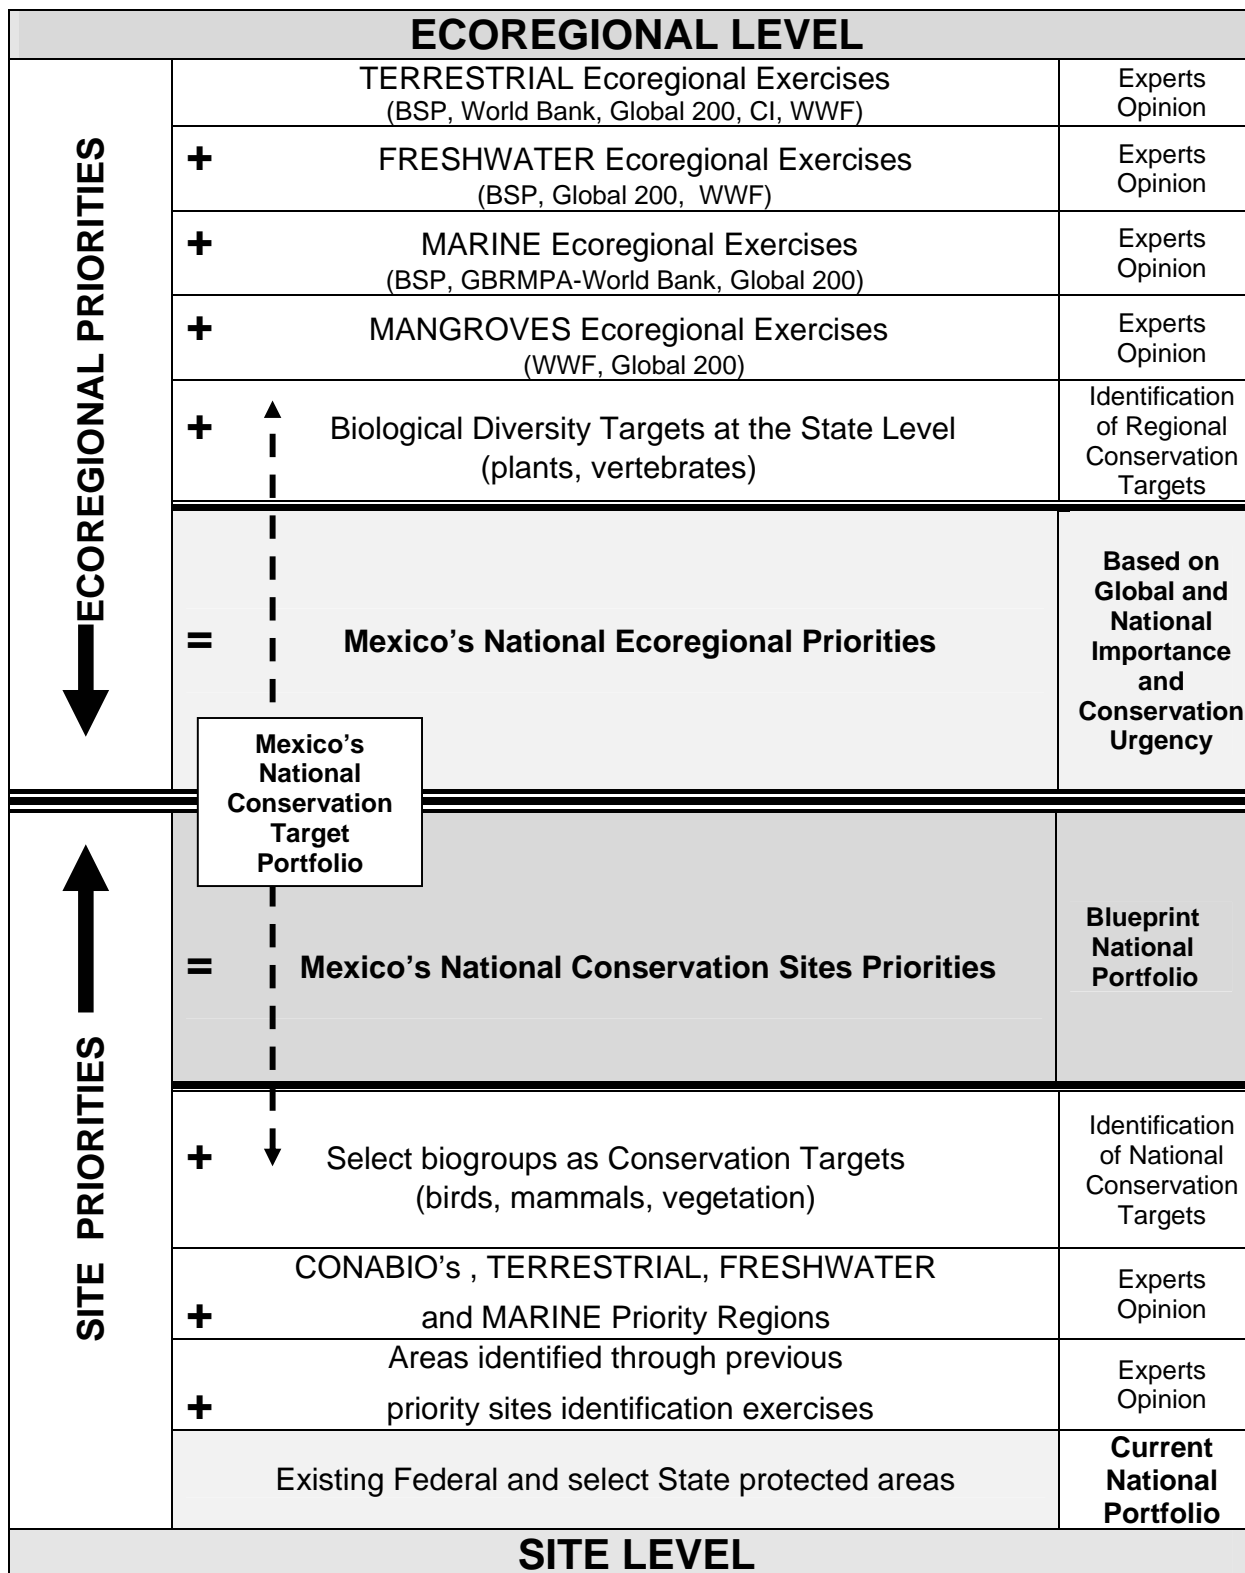 ECOREGIONAL LEVEL
ECOREGIONAL PRIORITIES
TERRESTRIAL Ecoregional Exercises
(BSP, World Bank, Global 200, CI, WWF)
Experts
Opinion
+
FRESHWATER Ecoregional Exercises
(BSP, Global 200, WWF)
Experts
Opinion
+
MARINE Ecoregional Exercises
(BSP, GBRMPA-World Bank, Global 200)
Experts
Opinion
+
MANGROVES Ecoregional Exercises
(WWF, Global 200)
Experts
Opinion
+
Biological Diversity Targets at the State Level
(plants, vertebrates)
Identification
of Regional
Conservation
Targets
=
Mexico’s National Ecoregional Priorities
Based on
Global and
National
Importance
and
Conservation
Urgency
Mexico’s
National
Conservation
Target
Portfolio
SITE PRIORITIES
=
Mexico’s National Conservation Sites Priorities
Blueprint
National
Portfolio
+
Select biogroups as Conservation Targets
(birds, mammals, vegetation)
Identification
of National
Conservation
Targets
CONABIO’s , TERRESTRIAL, FRESHWATER
+ and MARINE Priority Regions
Experts
Opinion
Areas identified through previous
+ priority sites identification exercises
Experts
Opinion
Existing Federal and select State protected areas
Current
National
Portfolio
SITE LEVEL